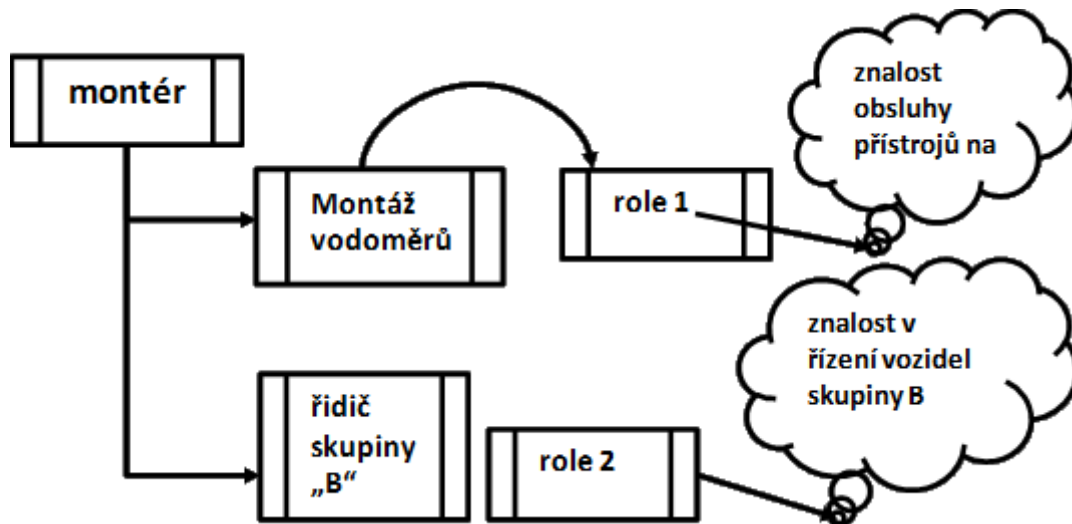 montér
Montáž
vodoměrů
role 1
znalost
obsluhy
přístrojů na
řidič
skupiny
„B“
role 2
znalost v
řízení vozidel
skupiny B